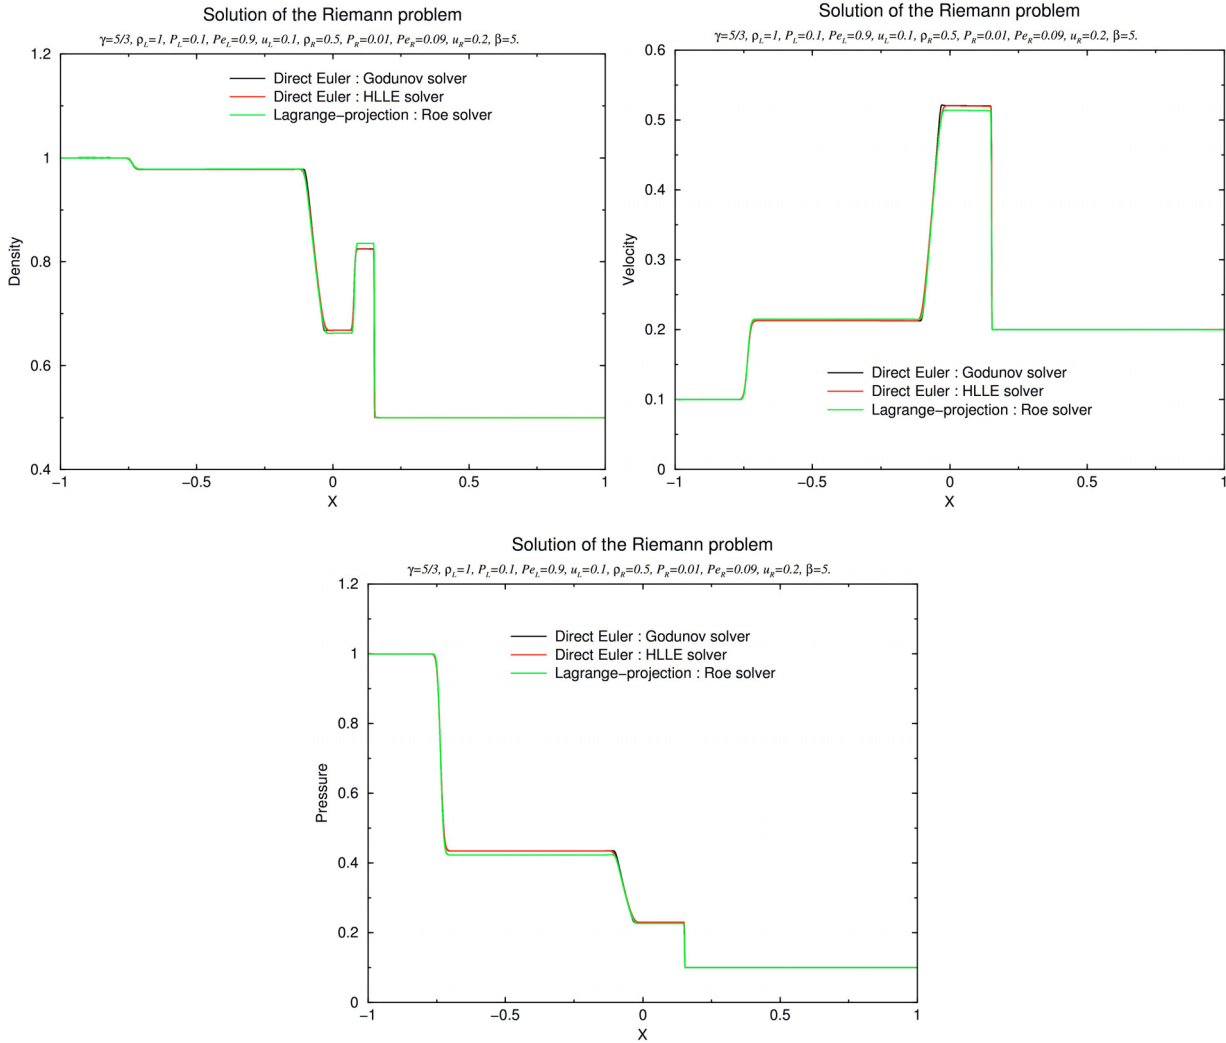 Solution of the Riemann problem
γ=5/3, ρL=1, PL=0.1, PeL=0.9, uL=0.1, ρR=0.5, PR=0.01, PeR=0.09, uR=0.2, β=5.
1.2
Direct Euler : Godunov solver
Direct Euler : HLLE solver
Lagrange−projection : Roe solver
1
Density
0.8
0.6
0.4
−1
−0.5
0
0.5
1
X
Solution of the Riemann problem
γ=5/3, ρL=1, PL=0.1, PeL=0.9, uL=0.1, ρR=0.5, PR=0.01, PeR=0.09, uR=0.2, β=5.
0.6
0.5
0.4
0.3
Velocity
0.2
Direct Euler : Godunov solver
Direct Euler : HLLE solver
Lagrange−projection : Roe solver
0.1
0
−1
−0.5
0
0.5
1
X
Solution of the Riemann problem
γ=5/3, ρL=1, PL=0.1, PeL=0.9, uL=0.1, ρR=0.5, PR=0.01, PeR=0.09, uR=0.2, β=5.
1.2
Direct Euler : Godunov solver
Direct Euler : HLLE solver
Lagrange−projection : Roe solver
1
0.8
Pressure
0.6
0.4
0.2
0
−1
−0.5
0
0.5
1
X